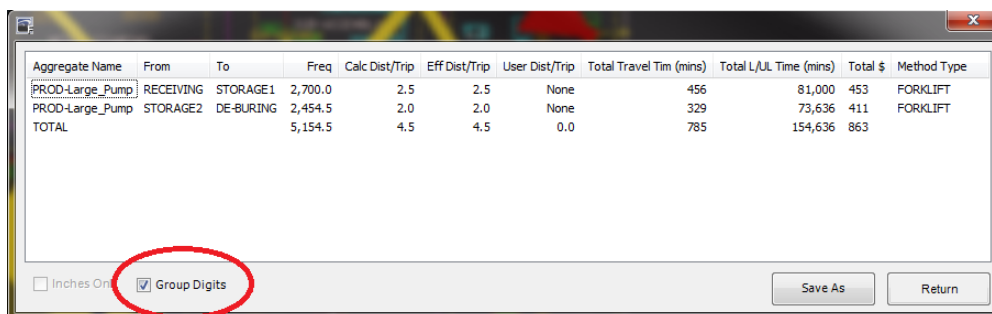 Aggregate Name From To Freq Calc Dist/Trip Eff Dist/Trip User Dist/Trip Total Travel Tim (mins) Total L/UL Time (mins) Total $ Method Type
PROD-Large_Pump RECEIVING STORAGE1 2,700.0 2.5 2.5 None 456 81,000 453 FORKLIFT
PROD-Large_Pump STORAGE2 DE-BURING 2,454.5 2.0 2.0 None 329 73,636 411 FORKLIFT
TOTAL 5,154.5 4.5 4.5 0.0 785 154,636 863
Inches Onl Group Digits Save As Return